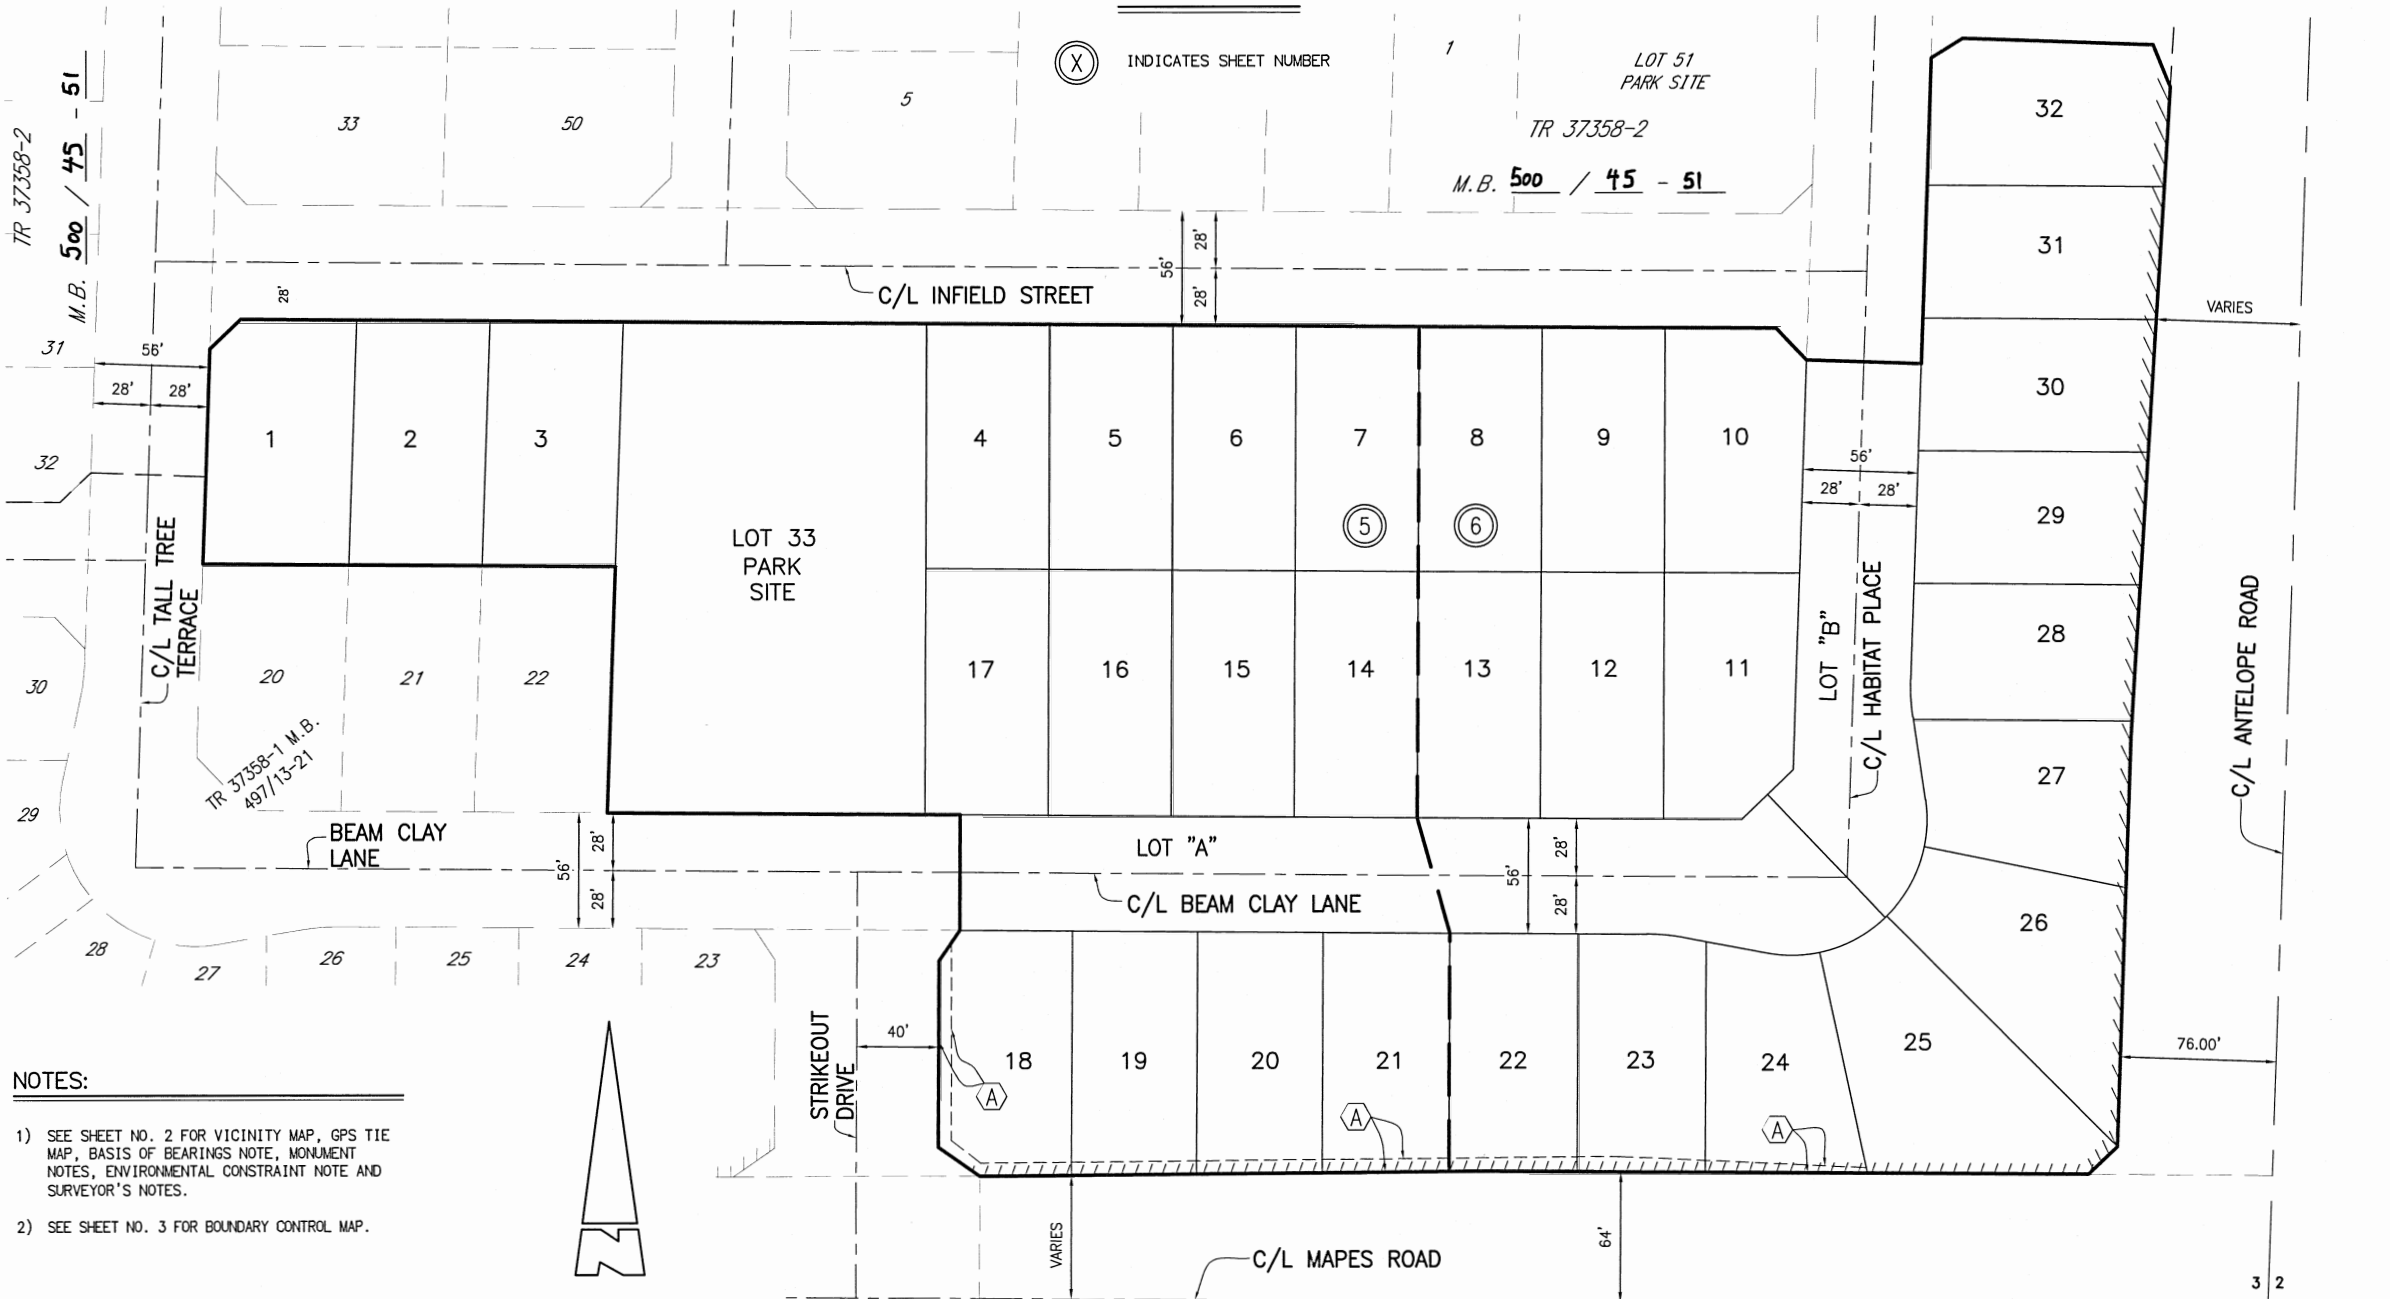 X INDICATES SHEET NUMBER
TR 37358-2
M.B. 500 / 45 - 51
33
50
5
1
LOT 51
PARK SITE
TR 37358-2
M.B. 500 / 45 - 51
32
31
30
29
28
27
26
25
VARIES
56'
28'
28'
C/L INFIELD STREET
28'
31
56'
28'
28'
32
1
2
3
LOT 33
PARK
SITE
4
5
6
7
8
9
10
5
6
17
16
15
14
13
12
11
56'
28'
28'
LOT "B"
C/L HABITAT PLACE
C/L ANTELOPE ROAD
C/L TALL TREE
TERRACE
30
29
20
21
22
TR 37358-1 M.B.
497/13-21
BEAM CLAY
LANE
56'
28'
28'
LOT "A"
C/L BEAM CLAY LANE
56'
28'
28'
28
27
26
25
24
23
STRIKEOUT
DRIVE
40'
18
19
20
21
22
23
24
A
A
A
76.00'
NOTES:
1) SEE SHEET NO. 2 FOR VICINITY MAP, GPS TIE
MAP, BASIS OF BEARINGS NOTE, MONUMENT
NOTES, ENVIRONMENTAL CONSTRAINT NOTE AND
SURVEYOR'S NOTES.
2) SEE SHEET NO. 3 FOR BOUNDARY CONTROL MAP.
N
VARIES
C/L MAPES ROAD
64'
3 2